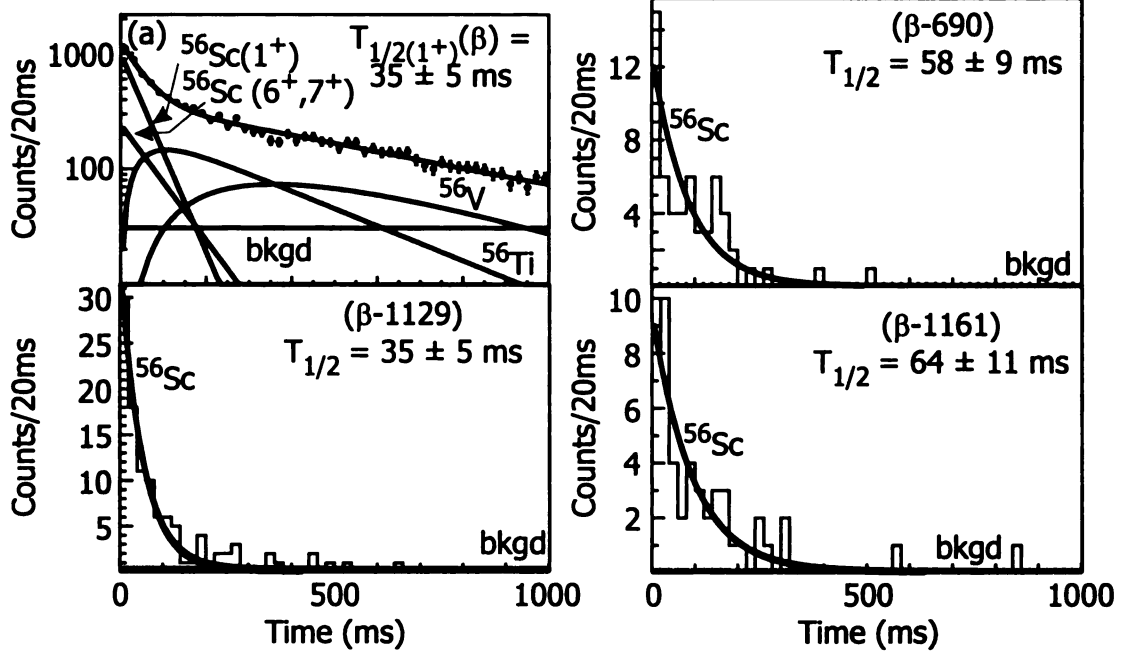 (a)
⁵⁶Sc(1⁺)
T₁/₂(1⁺)(β) =
35 ± 5 ms
⁵⁶Sc (6⁺,7⁺)
1000
100
Counts/20ms
⁵⁶V
bkgd
⁵⁶Ti
(β-690)
T₁/₂ = 58 ± 9 ms
12
8
4
Counts/20ms
⁵⁶Sc
bkgd
(β-1129)
T₁/₂ = 35 ± 5 ms
30
25
20
15
10
5
Counts/20ms
⁵⁶Sc
bkgd
0 500 1000
Time (ms)
(β-1161)
T₁/₂ = 64 ± 11 ms
10
8
6
4
2
Counts/20ms
⁵⁶Sc
bkgd
0 500 1000
Time (ms)